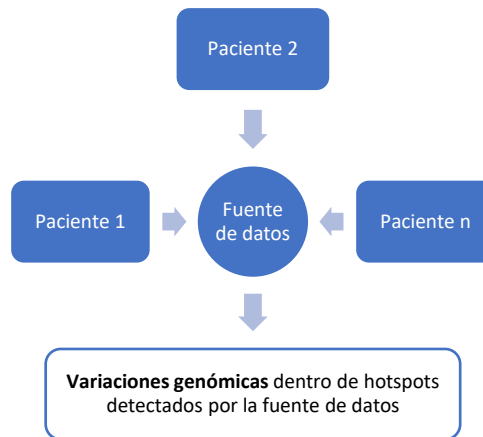 Paciente 2
Paciente 1
Fuente
de datos
Paciente n
Variaciones genómicas dentro de hotspots
detectados por la fuente de datos